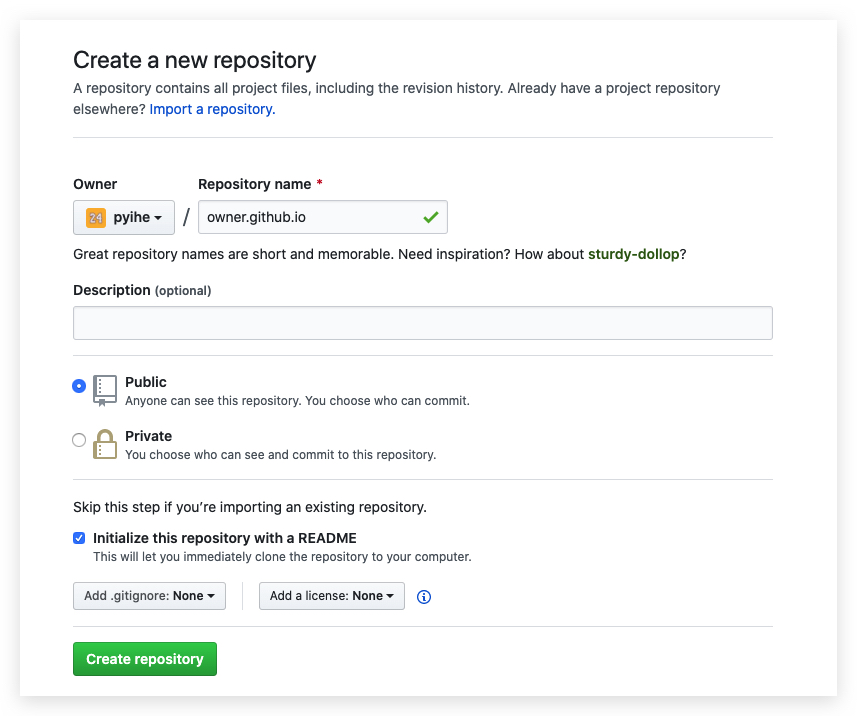 Create a new repository
A repository contains all project files, including the revision history. Already have a project repository
elsewhere? Import a repository.
Owner
Repository name *
24 pyihe / owner.github.io
Great repository names are short and memorable. Need inspiration? How about sturdy-dollop?
Description (optional)
Public
Anyone can see this repository. You choose who can commit.
Private
You choose who can see and commit to this repository.
Skip this step if you’re importing an existing repository.
Initialize this repository with a README
This will let you immediately clone the repository to your computer.
Add .gitignore: None
Add a license: None
Create repository